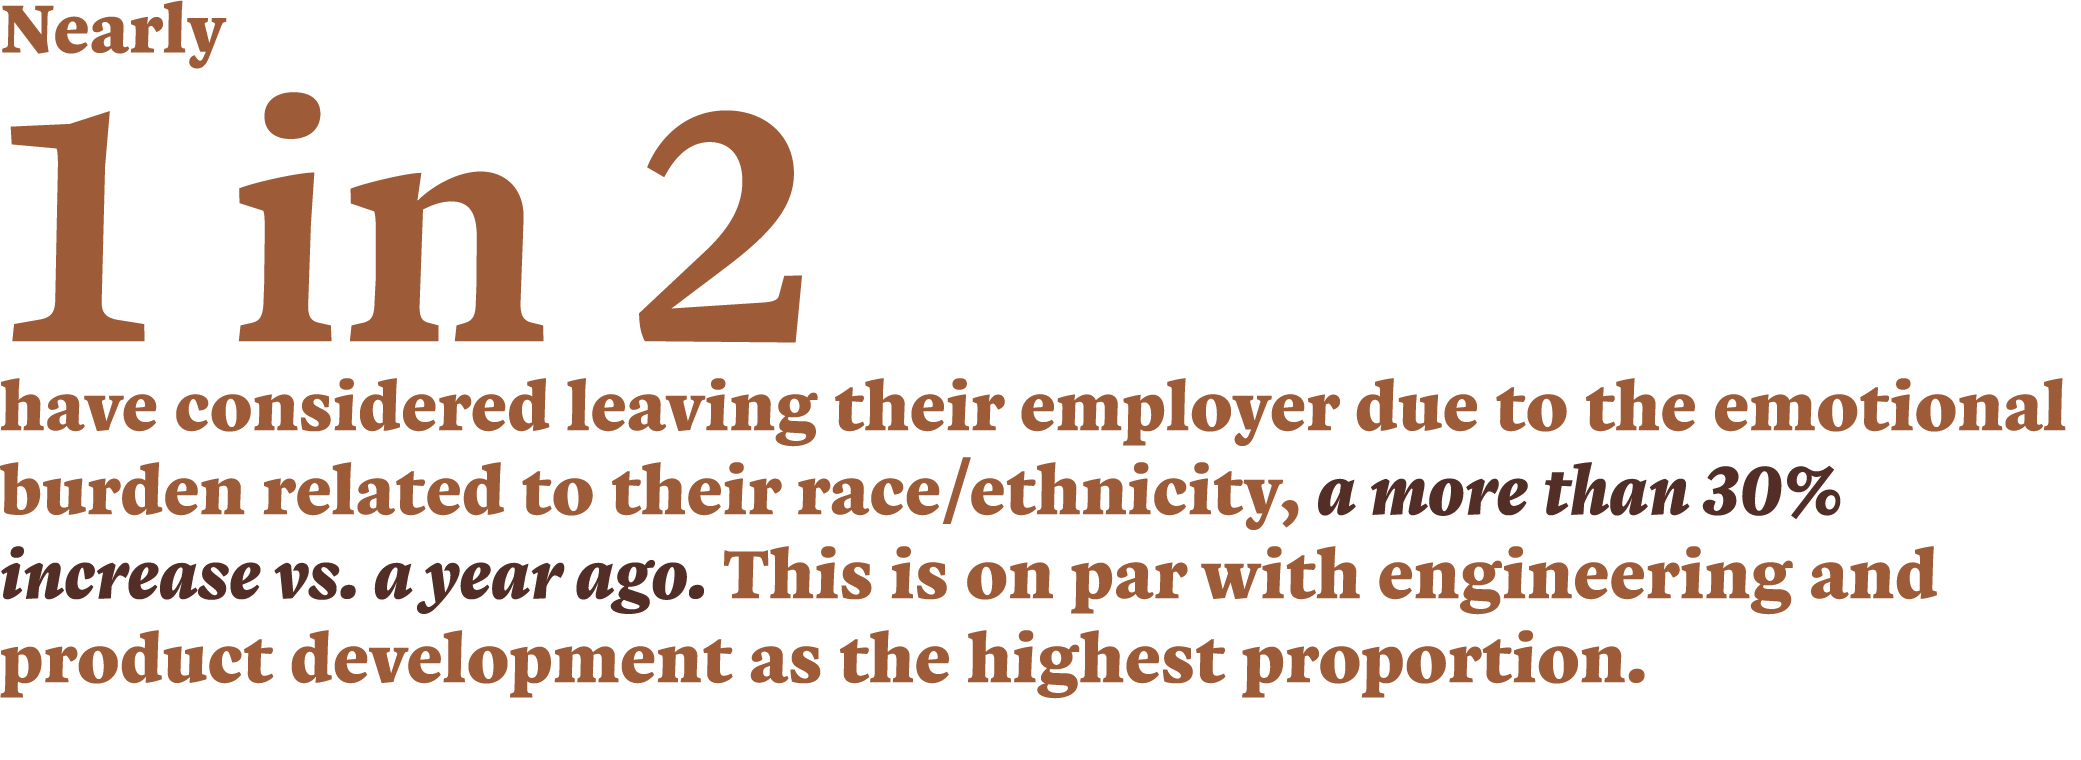 Nearly
1 in 2
have considered leaving their employer due to the emotional
burden related to their race/ethnicity, a more than 30%
increase vs. a year ago. This is on par with engineering and
product development as the highest proportion.